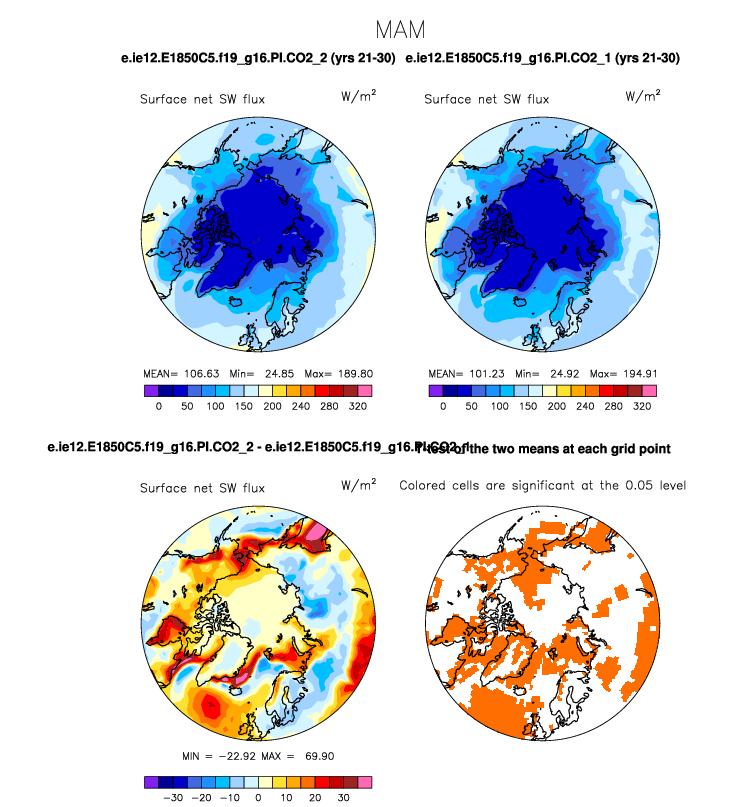 MAM
e.ie12.E1850C5.f19_g16.PI.CO2_2 (yrs 21-30) e.ie12.E1850C5.f19_g16.PI.CO2_1 (yrs 21-30)
Surface net SW flux W/m² Surface net SW flux W/m²
MEAN= 106.63 Min= 24.85 Max= 189.80 MEAN= 101.23 Min= 24.92 Max= 194.91
0 50 100 150 200 240 280 320 0 50 100 150 200 240 280 320
e.ie12.E1850C5.f19_g16.PI.CO2_2 - e.ie12.E1850C5.f19_g16.PI.CO2_1 T-test of the two means at each grid point
Surface net SW flux W/m² Colored cells are significant at the 0.05 level
MIN = -22.92 MAX = 69.90
-30 -20 -10 0 10 20 30